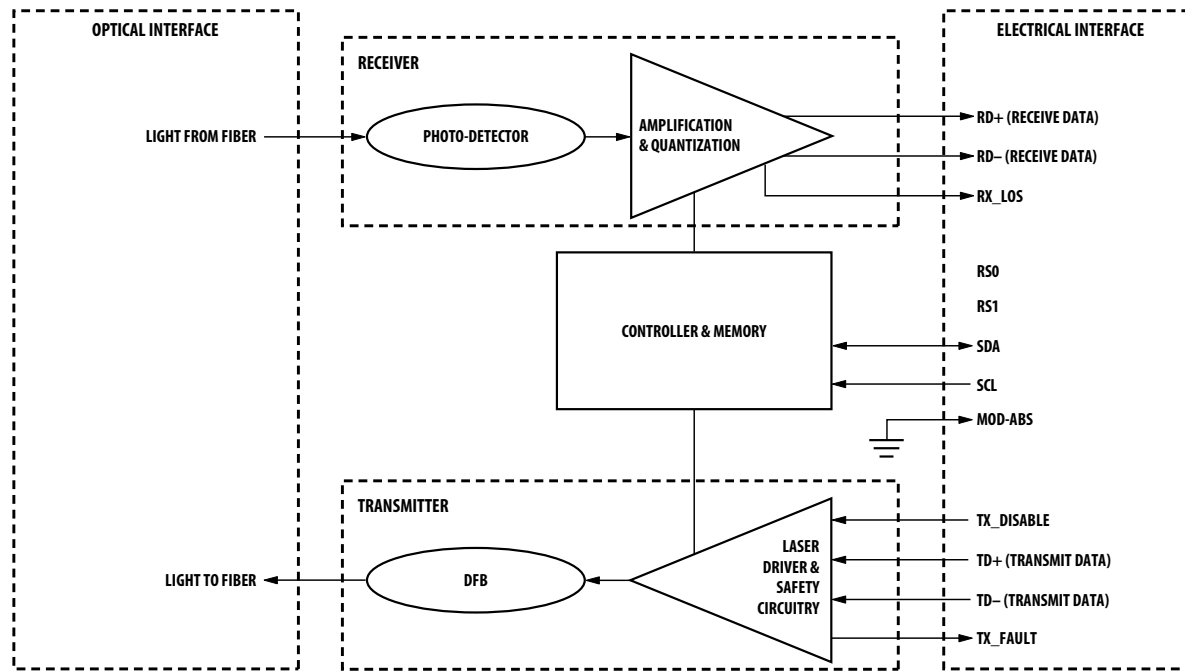 OPTICAL INTERFACE
ELECTRICAL INTERFACE
RECEIVER
LIGHT FROM FIBER
PHOTO-DETECTOR
AMPLIFICATION
& QUANTIZATION
RD+ (RECEIVE DATA)
RD– (RECEIVE DATA)
RX_LOS
CONTROLLER & MEMORY
RS0
RS1
SDA
SCL
MOD-ABS
TRANSMITTER
LIGHT TO FIBER
DFB
LASER
DRIVER &
SAFETY
CIRCUITRY
TX_DISABLE
TD+ (TRANSMIT DATA)
TD– (TRANSMIT DATA)
TX_FAULT